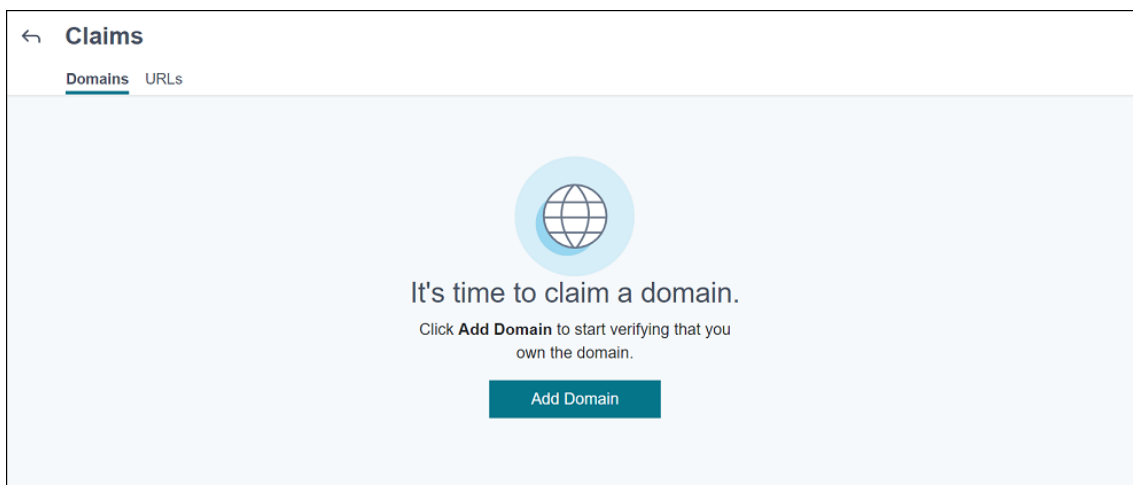 Claims
Domains URLs
It's time to claim a domain.
Click Add Domain to start verifying that you
own the domain.
Add Domain